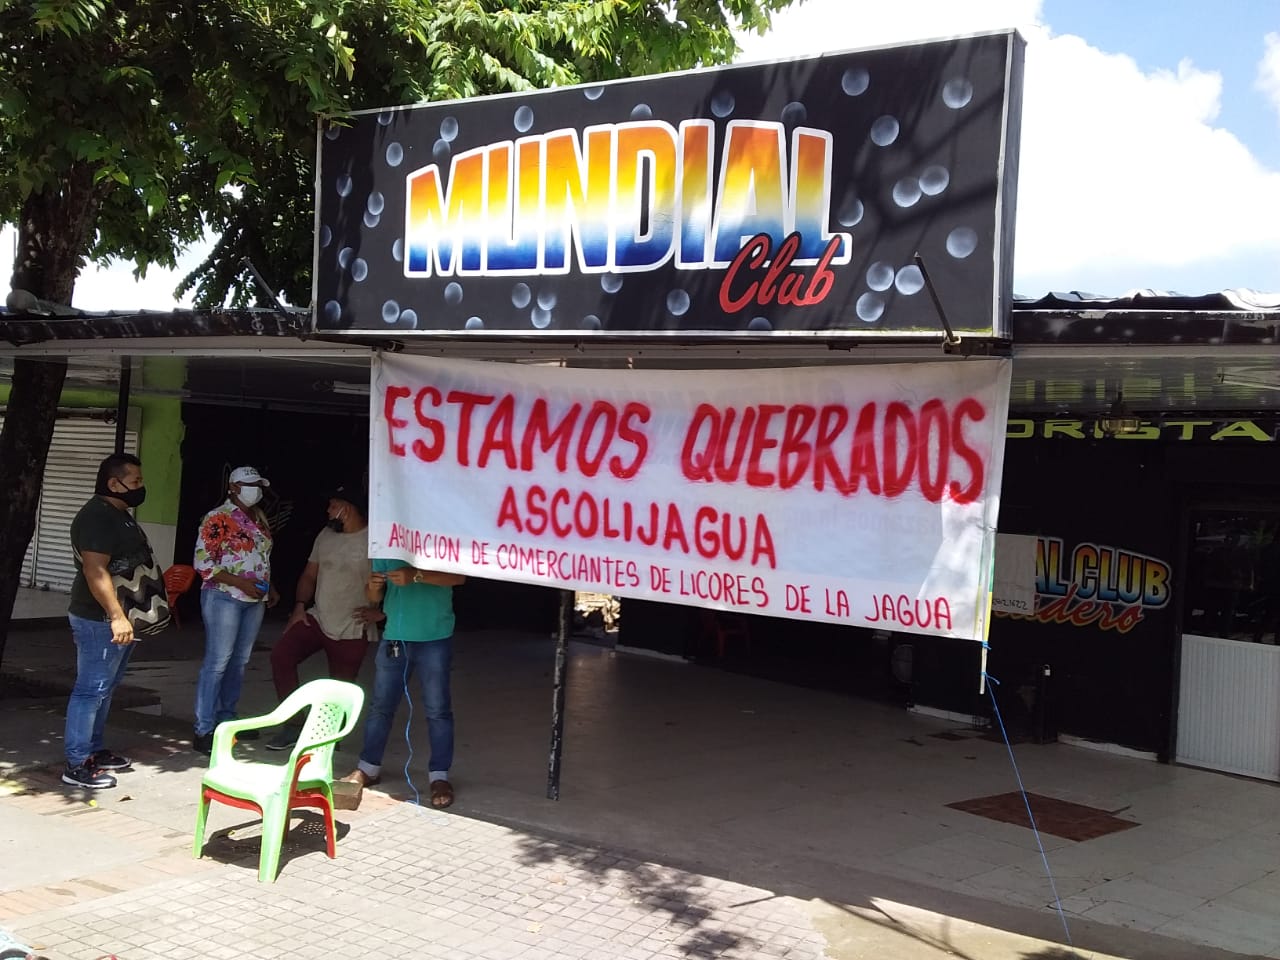 MUNDIAL
Club
ESTAMOS QUEBRADOS
ASCOLIJAGUA
ASOCIACION DE COMERCIANTES DE LICORES DE LA JAGUA
ORISTA
AL CLUB